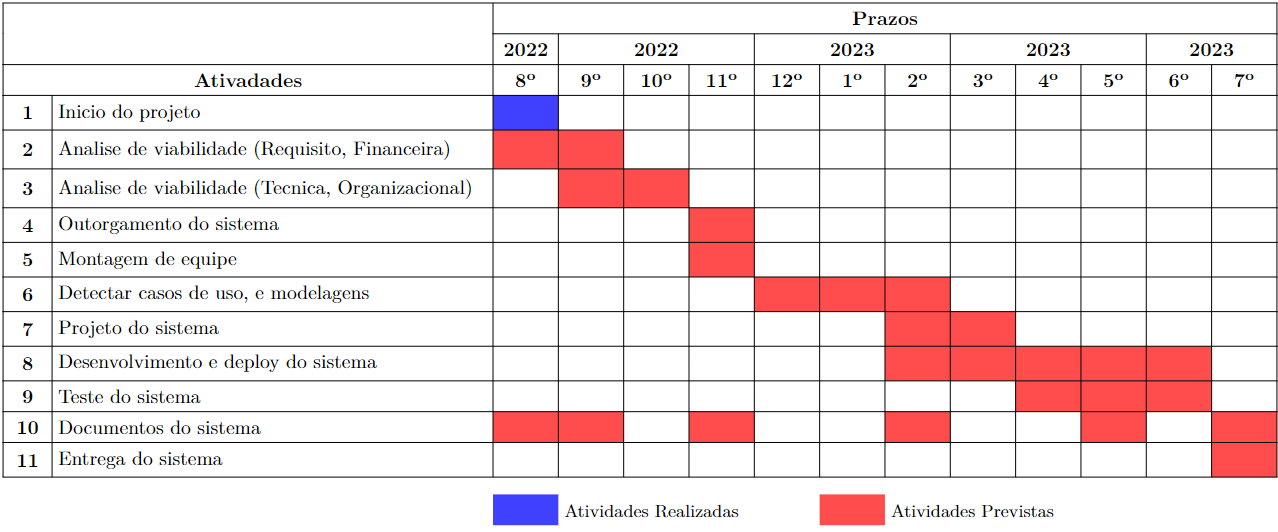 Prazos
2022 2022 2023 2023 2023
Ativadades 8º 9º 10º 11º 12º 1º 2º 3º 4º 5º 6º 7º
1 Inicio do projeto
2 Analise de viabilidade (Requisito, Financeira)
3 Analise de viabilidade (Tecnica, Organizacional)
4 Outorgamento do sistema
5 Montagem de equipe
6 Detectar casos de uso, e modelagens
7 Projeto do sistema
8 Desenvolvimento e deploy do sistema
9 Teste do sistema
10 Documentos do sistema
11 Entrega do sistema
Atividades Realizadas Atividades Previstas